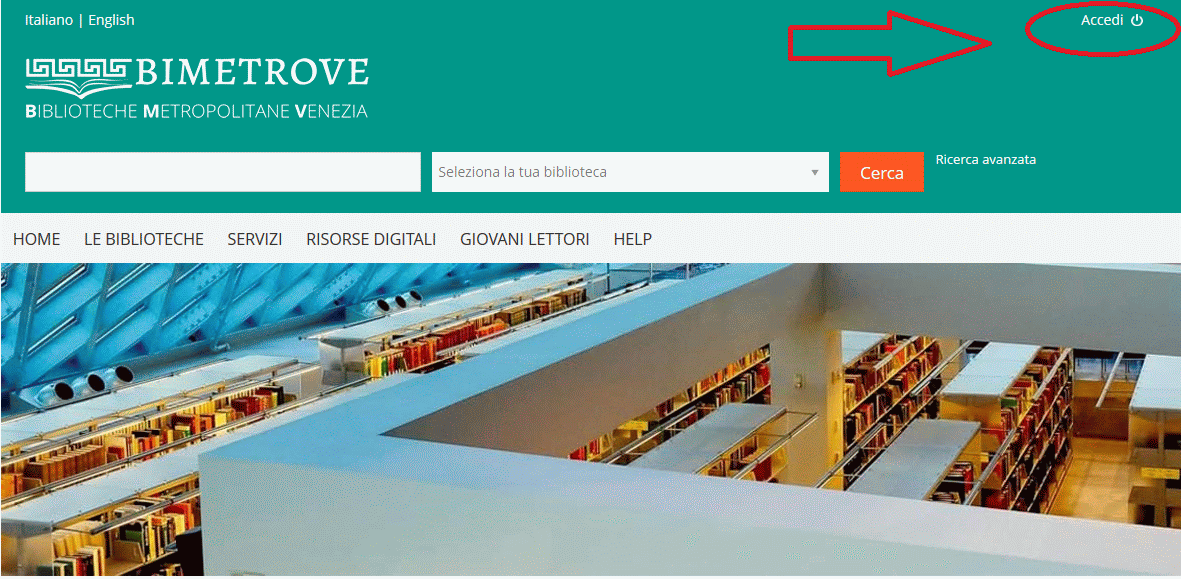 Italiano | English
Accedi
BIMETROVE
BIBLIOTECHE METROPOLITANE VENEZIA
Seleziona la tua biblioteca
Cerca
Ricerca avanzata
HOME LE BIBLIOTECHE SERVIZI RISORSE DIGITALI GIOVANI LETTORI HELP